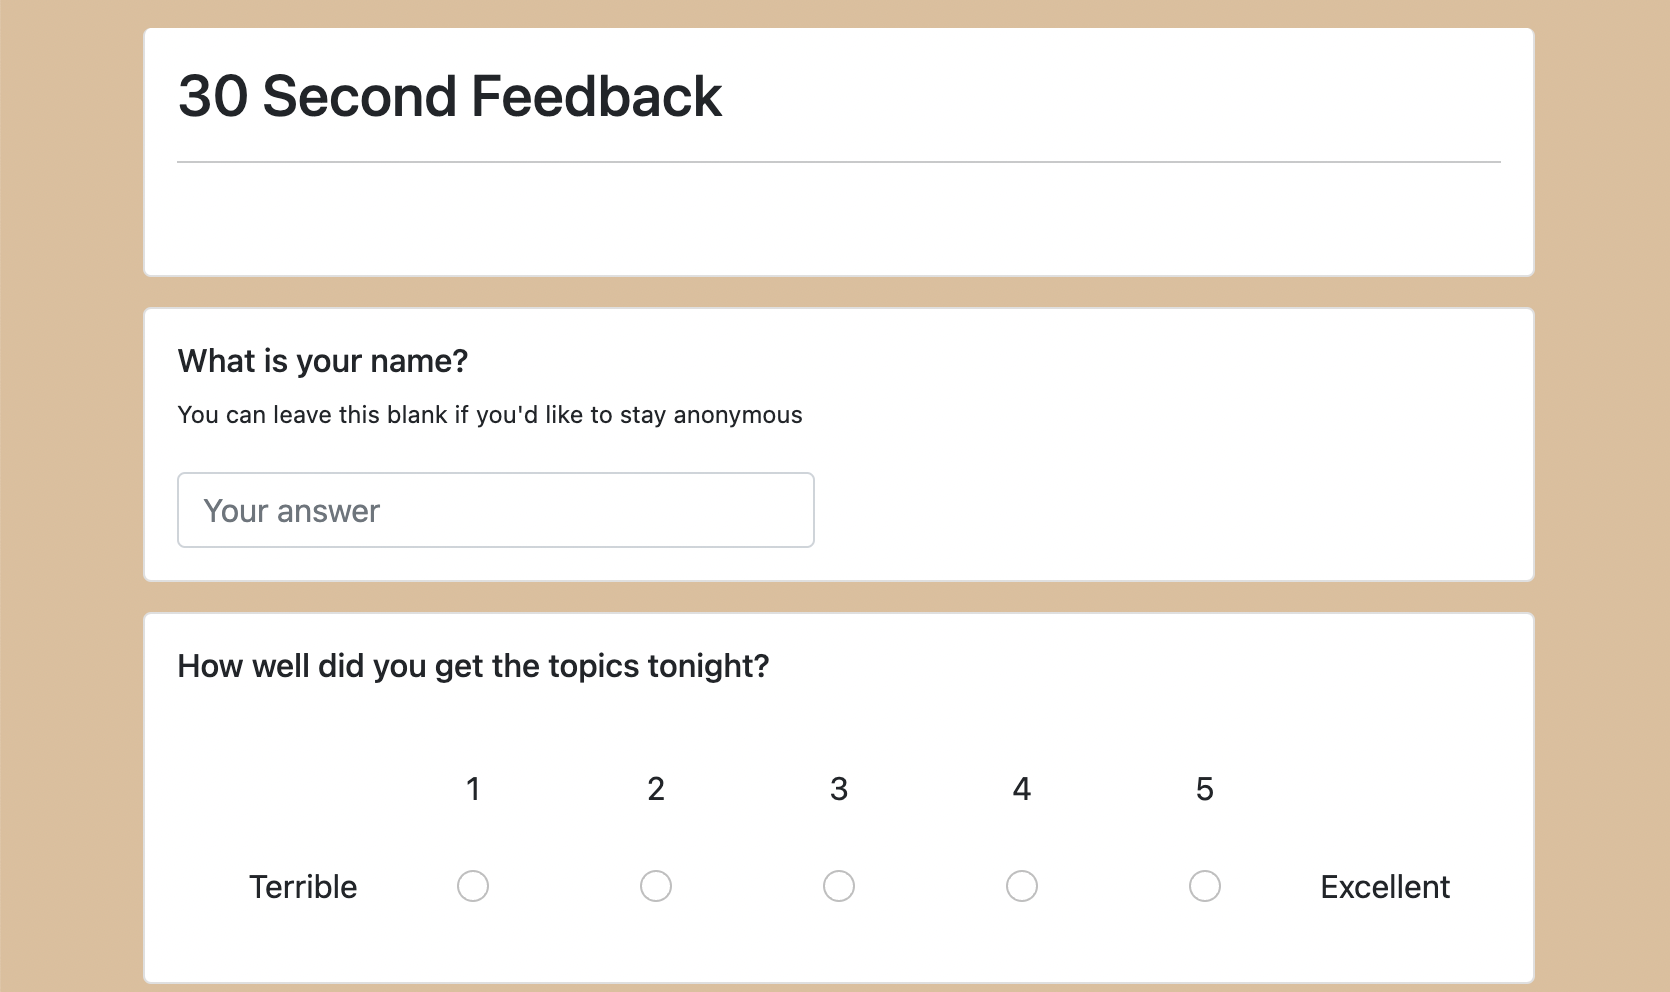 30 Second Feedback
What is your name?
You can leave this blank if you'd like to stay anonymous
Your answer
How well did you get the topics tonight?
1 2 3 4 5
Terrible Excellent